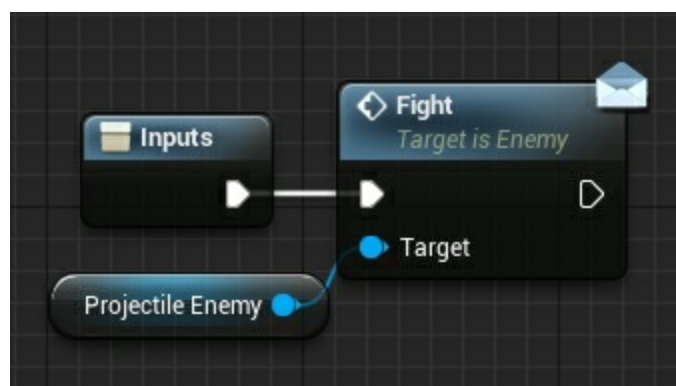 Inputs
Fight
Target is Enemy
Target
Projectile Enemy